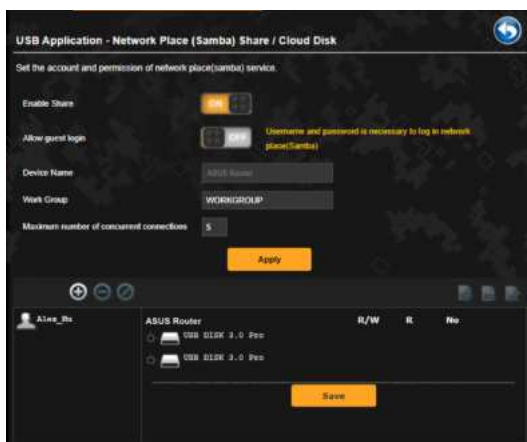 USB Application - Network Place (Samba) Share / Cloud Disk
Set the account and permission of network place(samba) service.
Enable Share ON
Allow guest login OFF Username and password is necessary to log in network
place(Samba)
Device Name ASUS Router
Work Group WORKGROUP
Maximum number of concurrent connections 5
Apply
Alex_Hu
ASUS Router R/W R No
USB DISK 3.0 Pro
USB DISK 3.0 Pro
Save